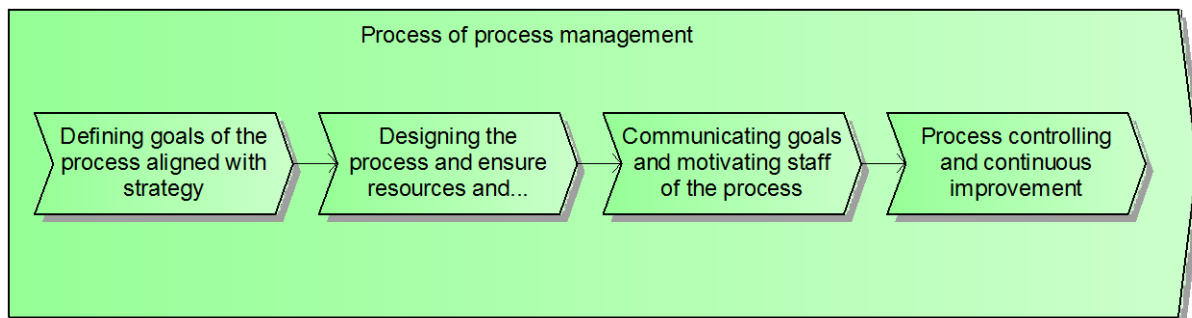 Process of process management
Defining goals of the
process aligned with
strategy
Designing the
process and ensure
resources and...
Communicating goals
and motivating staff
of the process
Process controlling
and continuous
improvement